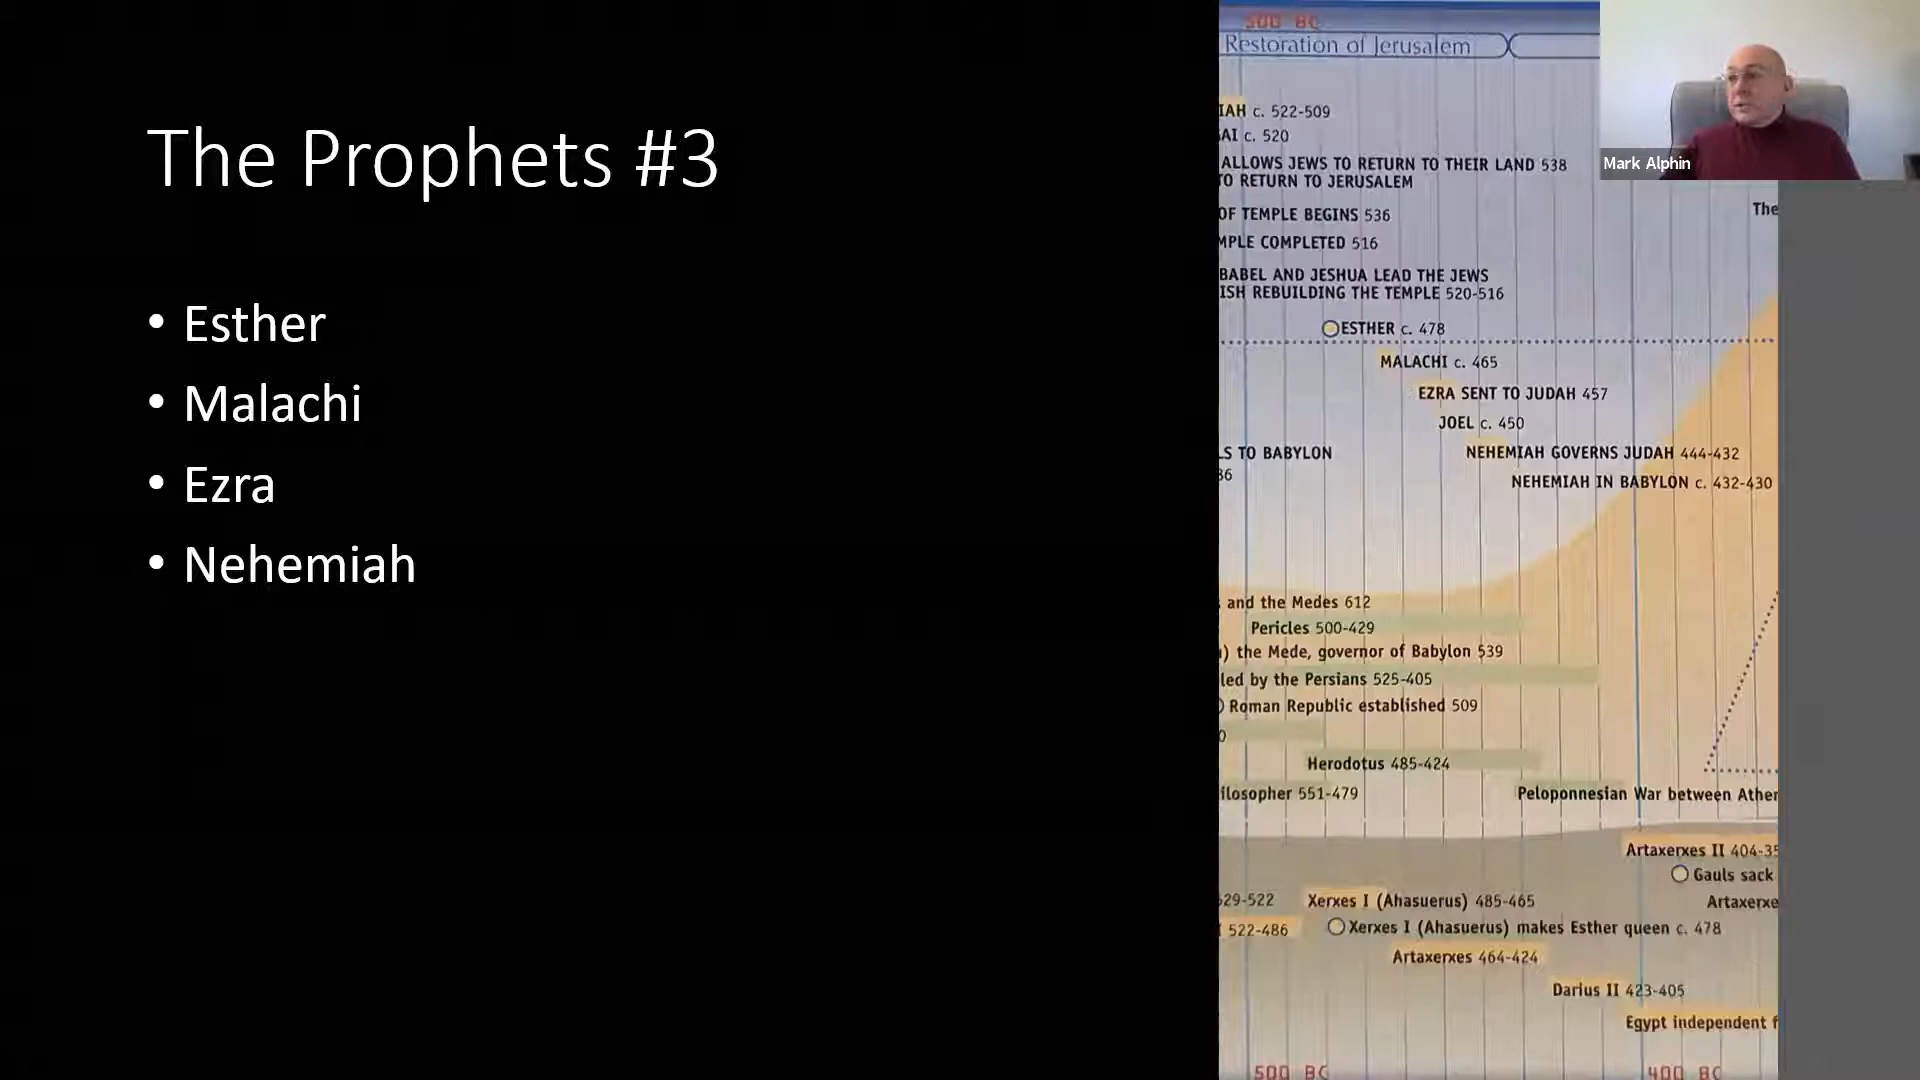 The Prophets #3
• Esther
• Malachi
• Ezra
• Nehemiah
500 BC
Restoration of Jerusalem
IAH c. 522-509
AI c. 520
ALLOWS JEWS TO RETURN TO THEIR LAND 538
TO RETURN TO JERUSALEM
OF TEMPLE BEGINS 536
MPLE COMPLETED 516
BABEL AND JESHUA LEAD THE JEWS
ISH REBUILDING THE TEMPLE 520-516
ESTHER c. 478
MALACHI c. 465
EZRA SENT TO JUDAH 457
JOEL c. 450
LS TO BABYLON
36
NEHEMIAH GOVERNS JUDAH 444-432
NEHEMIAH IN BABYLON c. 432-430
The
and the Medes 612
Pericles 500-429
) the Mede, governor of Babylon 539
led by the Persians 525-405
Roman Republic established 509
0
Herodotus 485-424
ilosopher 551-479
Peloponnesian War between Athen
Artaxerxes II 404-35
Gauls sack
29-522
Xerxes I (Ahasuerus) 485-465
Artaxerxe
522-486
Xerxes I (Ahasuerus) makes Esther queen c. 478
Artaxerxes 464-424
Darius II 423-405
Egypt independent f
500 BC
400 BC
Mark Alphin